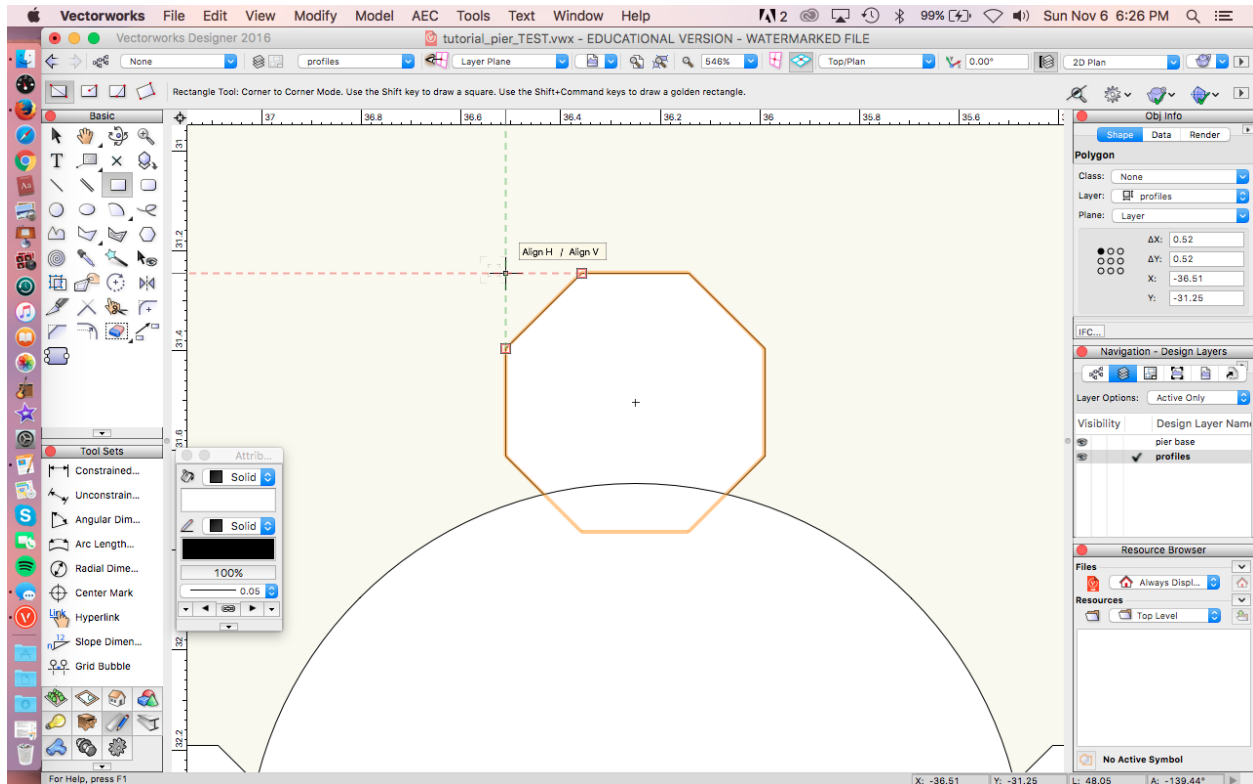 Vectorworks File Edit View Modify Model AEC Tools Text Window Help 2 99% Sun Nov 6 6:26 PM
Vectorworks Designer 2016 tutorial_pier_TEST.vwx - EDUCATIONAL VERSION - WATERMARKED FILE
None profiles Layer Plane 546% Top/Plan 0.00° 2D Plan
Rectangle Tool: Corner to Corner Mode. Use the Shift key to draw a square. Use the Shift+Command keys to draw a golden rectangle.
Basic
37 36.8 36.6 36.4 36.2 36 35.8 35.6
31
31.2
31.4
31.6
32
32.2
Align H / Align V
Tool Sets
Constrained...
Unconstrain...
Angular Dim...
Arc Length...
Radial Dime...
Center Mark
Link Hyperlink
12 n Slope Dimen...
Grid Bubble
Attrib...
Solid
Solid
100%
0.05
Obj Info
Shape Data Render
Polygon
Class: None
Layer: profiles
Plane: Layer
ΔX: 0.52
ΔY: 0.52
X: -36.51
Y: -31.25
IFC...
Navigation - Design Layers
Layer Options: Active Only
Visibility Design Layer Name
pier base
profiles
Resource Browser
Files
Always Displ...
Resources
Top Level
No Active Symbol
For Help, press F1 X: -36.51 Y: -31.25 L: 48.05 A: -139.44°